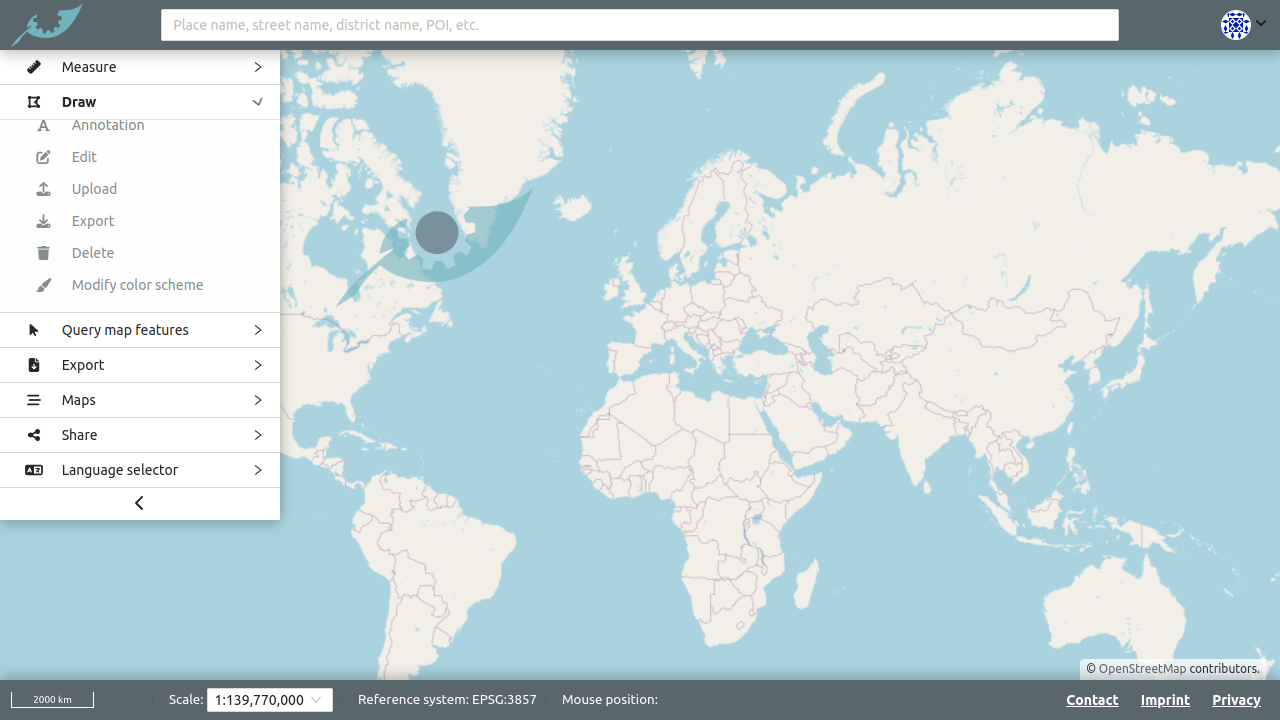 Place name, street name, district name, POI, etc.
Measure
Draw
Annotation
Edit
Upload
Export
Delete
Modify color scheme
Query map features
Export
Maps
Share
Language selector
© OpenStreetMap contributors.
2000 km
Scale: 1:139,770,000 Reference system: EPSG:3857 Mouse position:
Contact Imprint Privacy